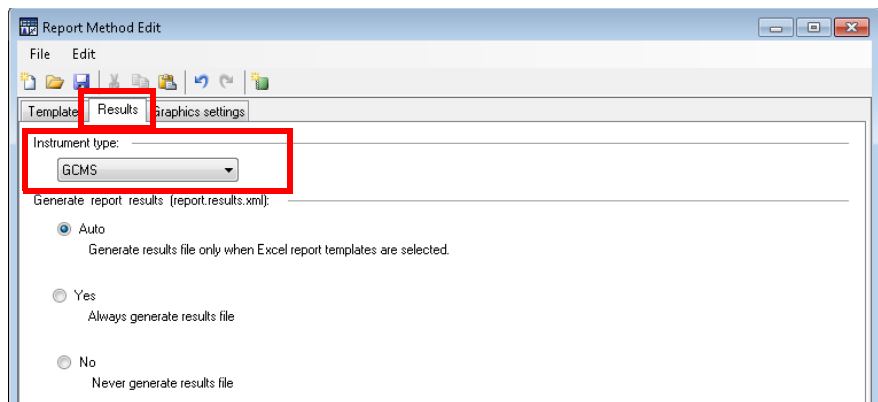 Report Method Edit
File Edit
Template Results Graphics settings
Instrument type:
GCMS
Generate report results (report.results.xml):
Auto
Generate results file only when Excel report templates are selected.
Yes
Always generate results file
No
Never generate results file